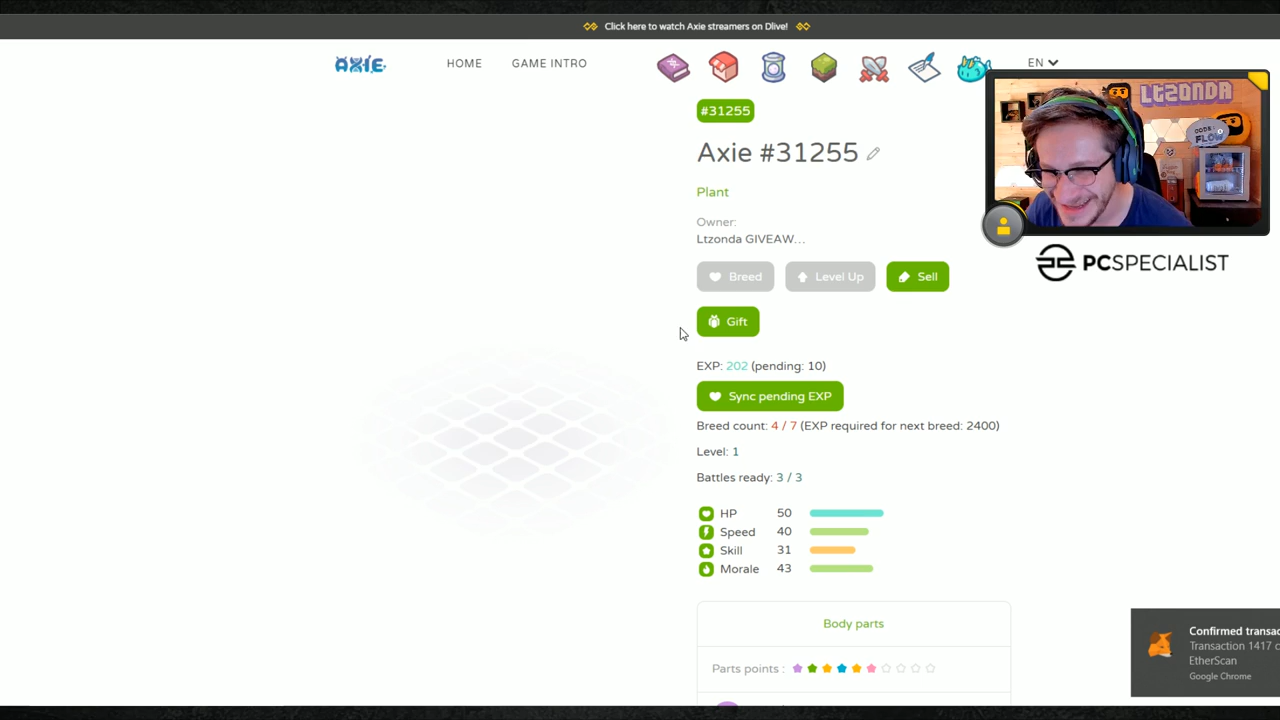 Click here to watch Axie streamers on Dlive!
AXIE
HOME
GAME INTRO
EN
#31255
Axie #31255
Plant
Owner:
Ltzonda GIVEAW...
Breed
Level Up
Sell
Gift
EXP: 202 (pending: 10)
Sync pending EXP
Breed count: 4 / 7 (EXP required for next breed: 2400)
Level: 1
Battles ready: 3 / 3
HP 50
Speed 40
Skill 31
Morale 43
Body parts
Parts points :
LTZONDA
FLOW
PCSPECIALIST
Confirmed transac
Transaction 1417 c
EtherScan
Google Chrome